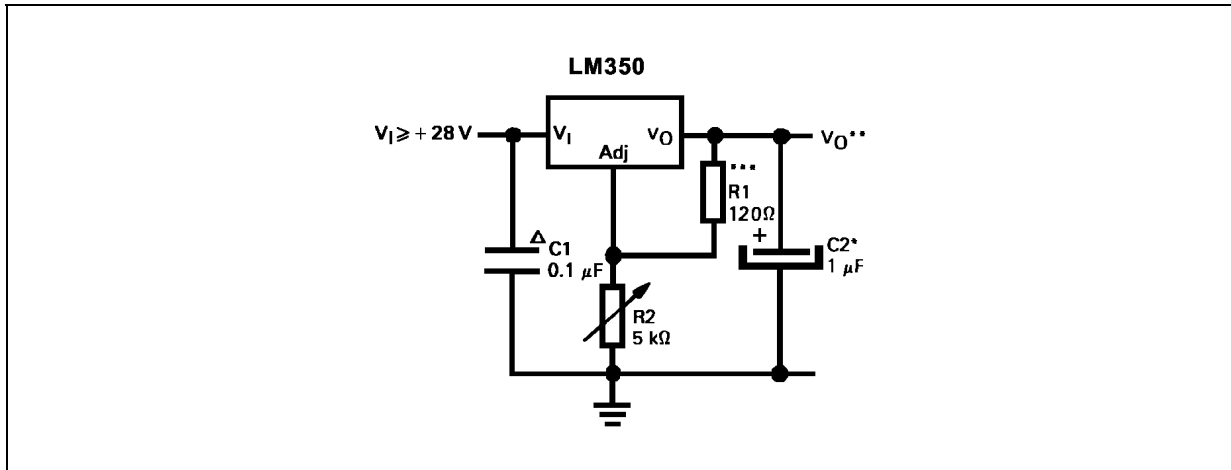 LM350
V_I ⩾ + 28 V
V_I
V_O
Adj
V_O**
***
R1
120Ω
Δ
C1
0.1 µF
+
C2*
1 µF
R2
5 kΩ